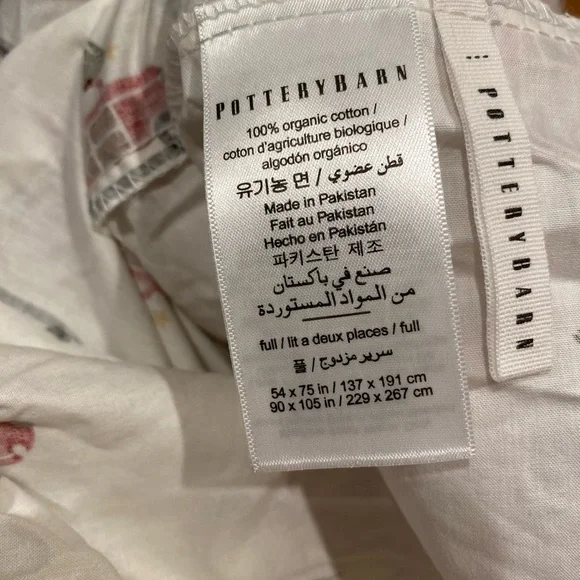 POTTERYBARN
100% organic cotton /
coton d'agriculture biologique /
algodón orgánico
유기농 면 / قطن عضوي
Made in Pakistan
Fait au Pakistan
Hecho en Pakistán
파키스탄 제조
صنع في باكستان
من المواد المستوردة
full / lit a deux places / full
풀 / سرير مزدوج
54 x 75 in / 137 x 191 cm
90 x 105 in / 229 x 267 cm
POTTERYBARN